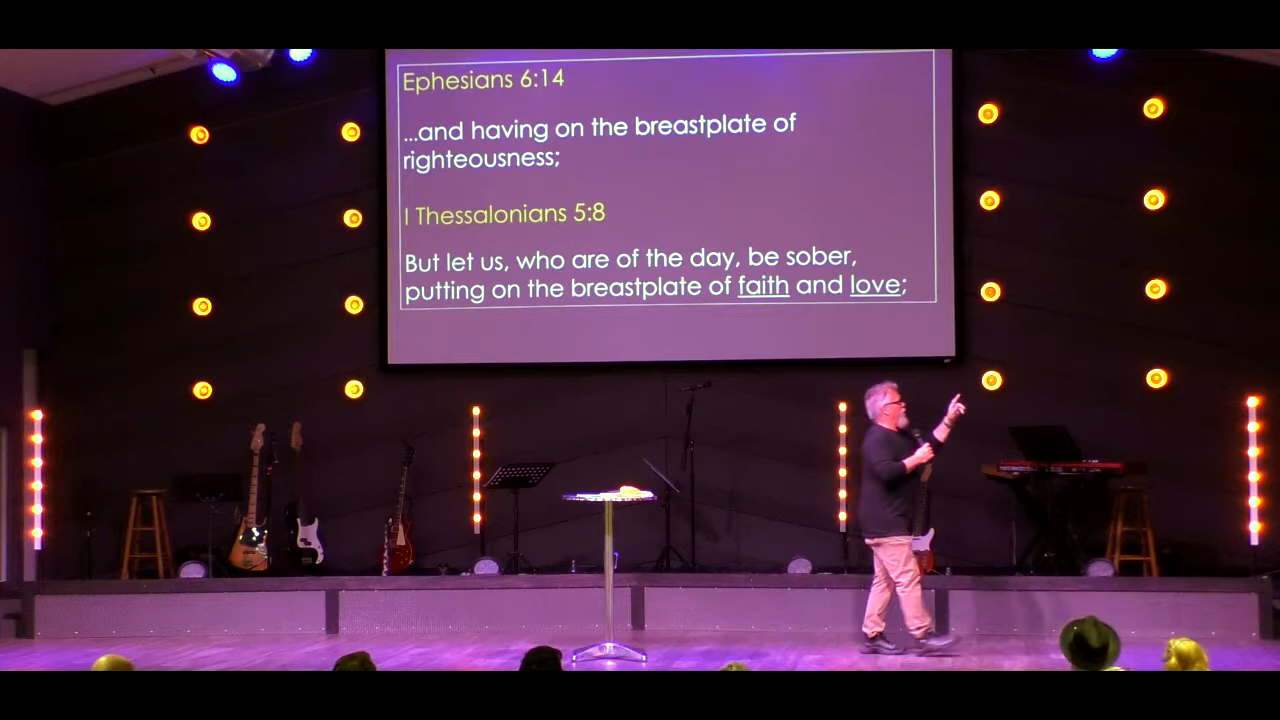 Ephesians 6:14
...and having on the breastplate of
righteousness;
I Thessalonians 5:8
But let us, who are of the day, be sober,
putting on the breastplate of faith and love;